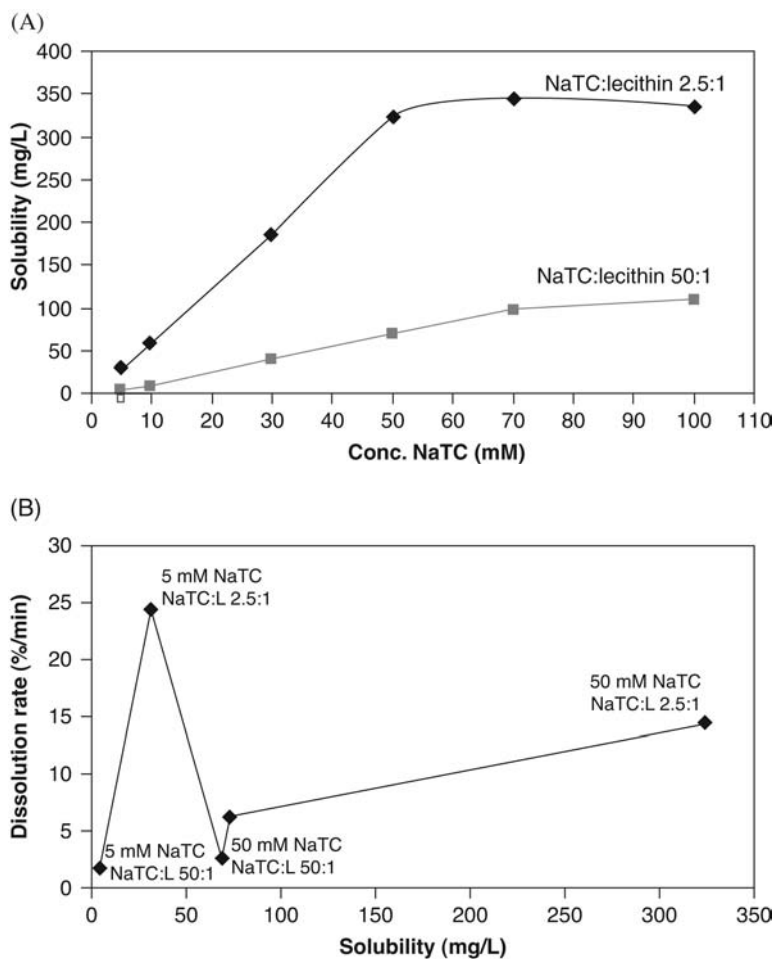 (A)
400
350
300
250
200
150
100
50
0
Solubility (mg/L)
NaTC:lecithin 2.5:1
NaTC:lecithin 50:1
0 10 20 30 40 50 60 70 80 90 100 110
Conc. NaTC (mM)
(B)
30
25
20
15
10
5
0
Dissolution rate (%/min)
5 mM NaTC
NaTC:L 2.5:1
50 mM NaTC
NaTC:L 2.5:1
5 mM NaTC
NaTC:L 50:1
50 mM NaTC
NaTC:L 50:1
0 50 100 150 200 250 300 350
Solubility (mg/L)